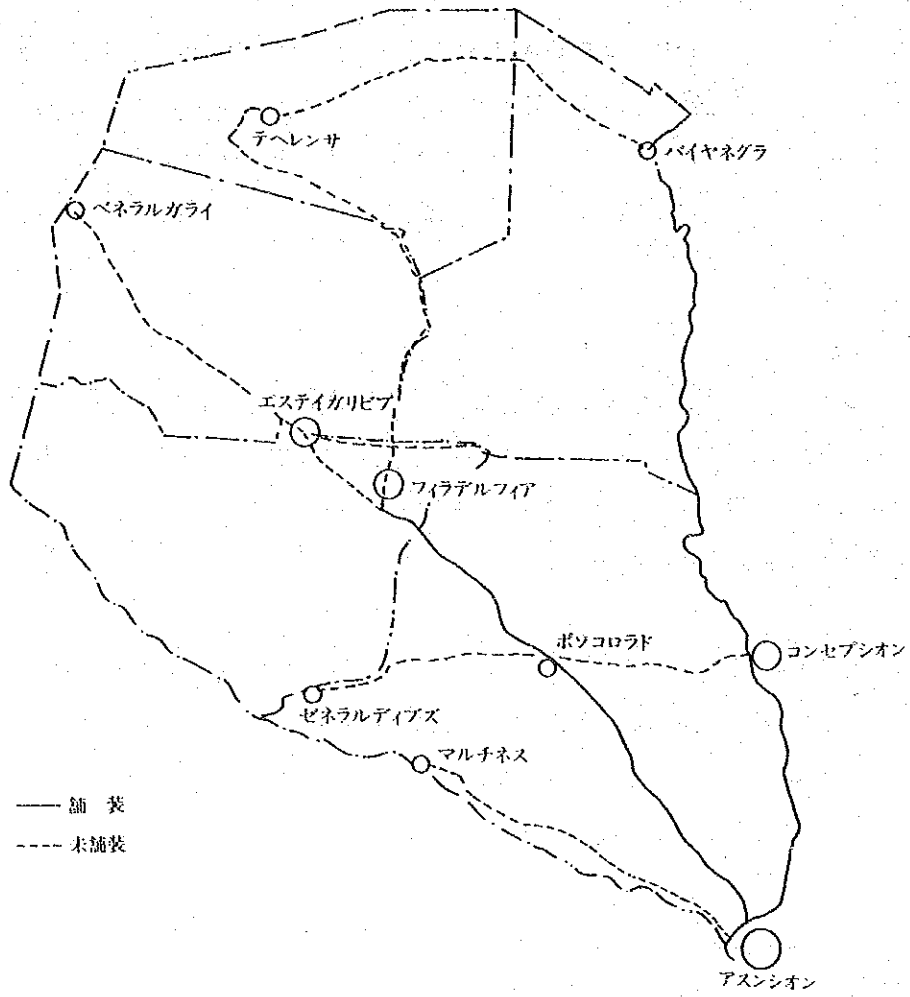 テヘレンサ
バイヤネグラ
ベネラルガライ
エステイガリビブ
フィラデルフィア
ボソコロラド
コンセプシオン
ゼネラルディブズ
マルチネス
舗装
未舗装
アスンシオン